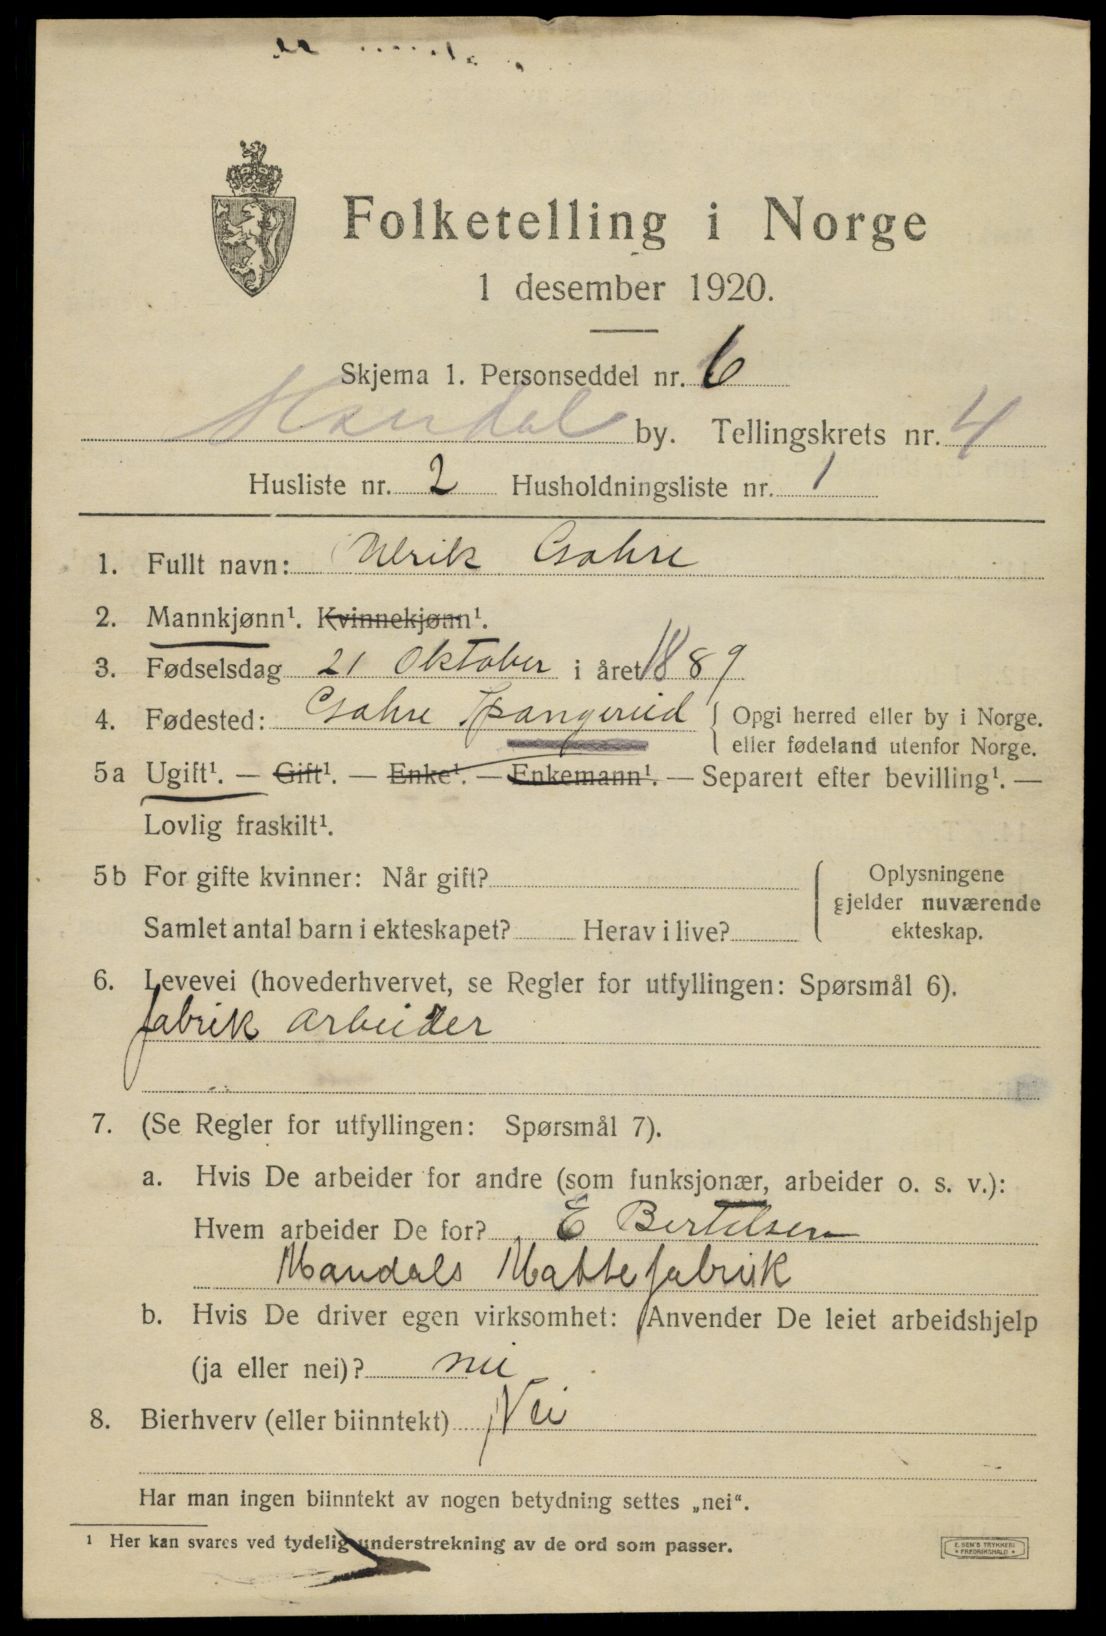 Folketelling i Norge
1 desember 1920.
Skjema 1. Personseddel nr. 6
Mandal by. Tellingskrets nr. 4
Husliste nr. 2 Husholdningsliste nr. 1
1. Fullt navn: Ulrik Gahre
2. Mannkjønn¹. Kvinnekjønn¹.
3. Fødselsdag 21 Oktober i året 1889
4. Fødested: Gahre Spangereid { Opgi herred eller by i Norge.
eller fødeland utenfor Norge.
5a Ugift¹. — Gift¹. — Enke¹. — Enkemann¹. — Separert efter bevilling¹. —
Lovlig fraskilt¹.
5b For gifte kvinner: Når gift?
Samlet antal barn i ekteskapet? Herav i live?
Oplysningene
gjelder nuværende
ekteskap.
6. Levevei (hovederhvervet, se Regler for utfyllingen: Spørsmål 6).
fabrik arbeider
7. (Se Regler for utfyllingen: Spørsmål 7).
a. Hvis De arbeider for andre (som funksjonær, arbeider o. s. v.):
Hvem arbeider De for? E Bertelsen
Mandals Mattefabrik
b. Hvis De driver egen virksomhet: Anvender De leiet arbeidshjelp
(ja eller nei)? nei
8. Bierhverv (eller biinntekt) Nei
Har man ingen biinntekt av nogen betydning settes „nei“.
¹ Her kan svares ved tydelig understrekning av de ord som passer.
E. SEM'S TRYKKERI
FREDRIKSHALD